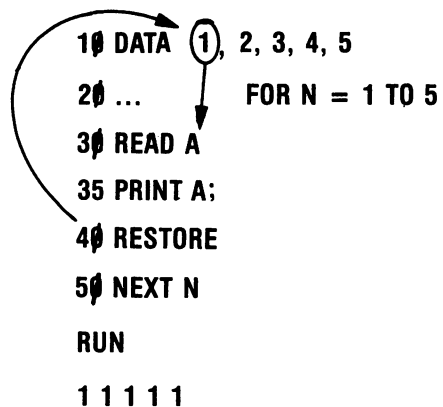 10 DATA 1, 2, 3, 4, 5
20 ... FOR N = 1 TO 5
30 READ A
35 PRINT A;
40 RESTORE
50 NEXT N
RUN
1 1 1 1 1